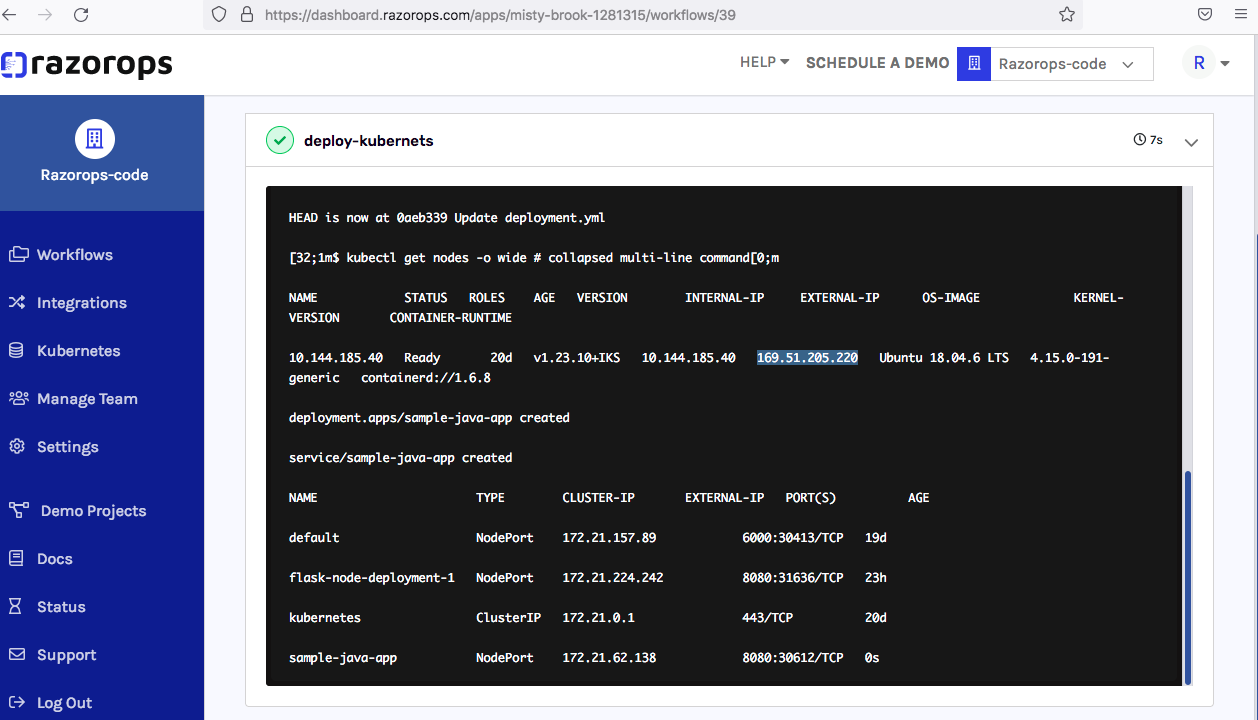 https://dashboard.razorops.com/apps/misty-brook-1281315/workflows/39
razorops
HELP
SCHEDULE A DEMO
Razorops-code
R
Razorops-code
Workflows
Integrations
Kubernetes
Manage Team
Settings
Demo Projects
Docs
Status
Support
Log Out
deploy-kubernets
7s
HEAD is now at 0aeb339 Update deployment.yml
[32;1m$ kubectl get nodes -o wide # collapsed multi-line command[0;m
NAME STATUS ROLES AGE VERSION INTERNAL-IP EXTERNAL-IP OS-IMAGE KERNEL-
VERSION CONTAINER-RUNTIME
10.144.185.40 Ready 20d v1.23.10+IKS 10.144.185.40 169.51.205.220 Ubuntu 18.04.6 LTS 4.15.0-191-
generic containerd://1.6.8
deployment.apps/sample-java-app created
service/sample-java-app created
NAME TYPE CLUSTER-IP EXTERNAL-IP PORT(S) AGE
default NodePort 172.21.157.89 6000:30413/TCP 19d
flask-node-deployment-1 NodePort 172.21.224.242 8080:31636/TCP 23h
kubernetes ClusterIP 172.21.0.1 443/TCP 20d
sample-java-app NodePort 172.21.62.138 8080:30612/TCP 0s